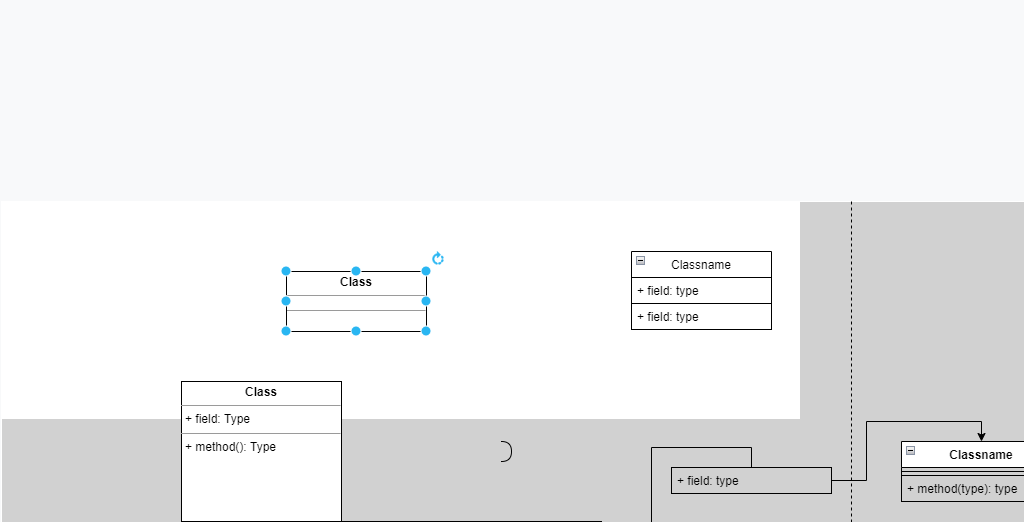 Class
Classname
+ field: type
+ field: type
Class
+ field: Type
+ method(): Type
+ field: type
Classname
+ method(type): type